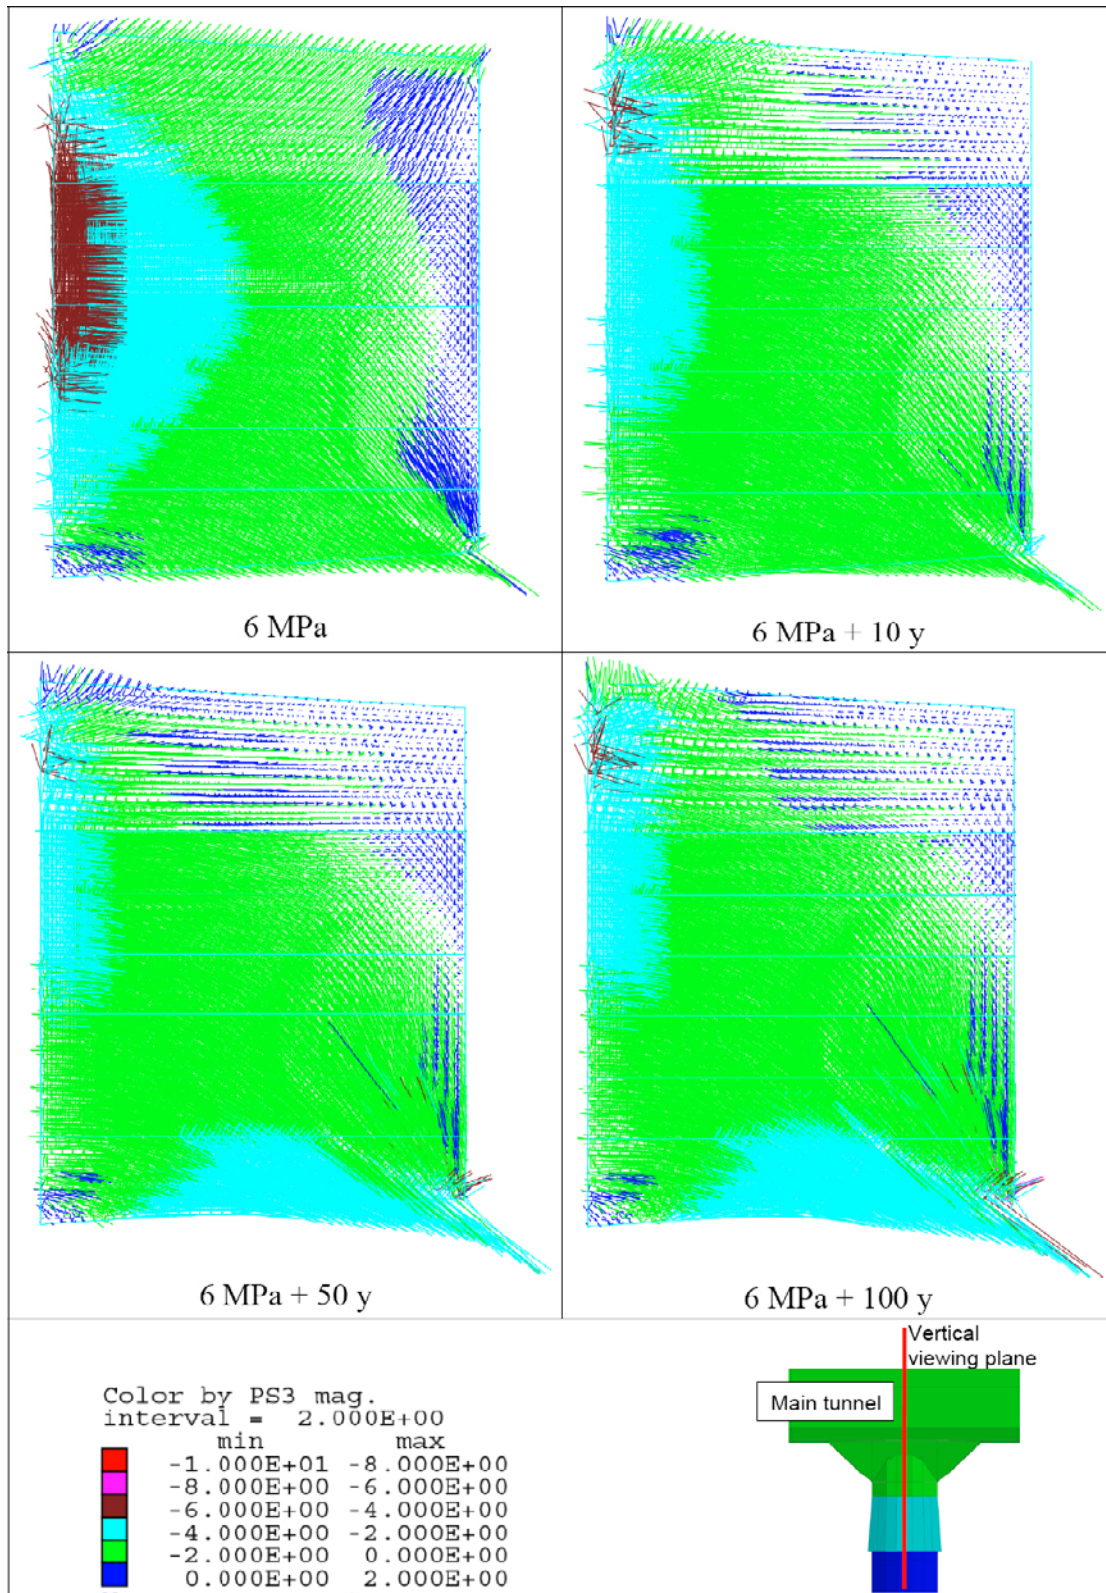 6 MPa
6 MPa + 10 y
6 MPa + 50 y
6 MPa + 100 y
Color by PS3 mag.
interval = 2.000E+00
min max
-1.000E+01 -8.000E+00
-8.000E+00 -6.000E+00
-6.000E+00 -4.000E+00
-4.000E+00 -2.000E+00
-2.000E+00 0.000E+00
0.000E+00 2.000E+00
Vertical
viewing plane
Main tunnel